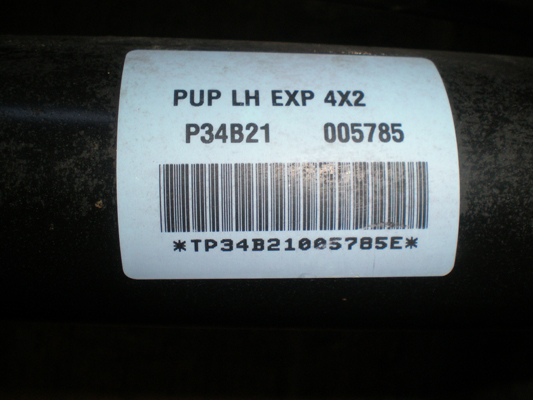 PUP LH EXP 4X2
P34B21 005785
*TP34B21005785E*